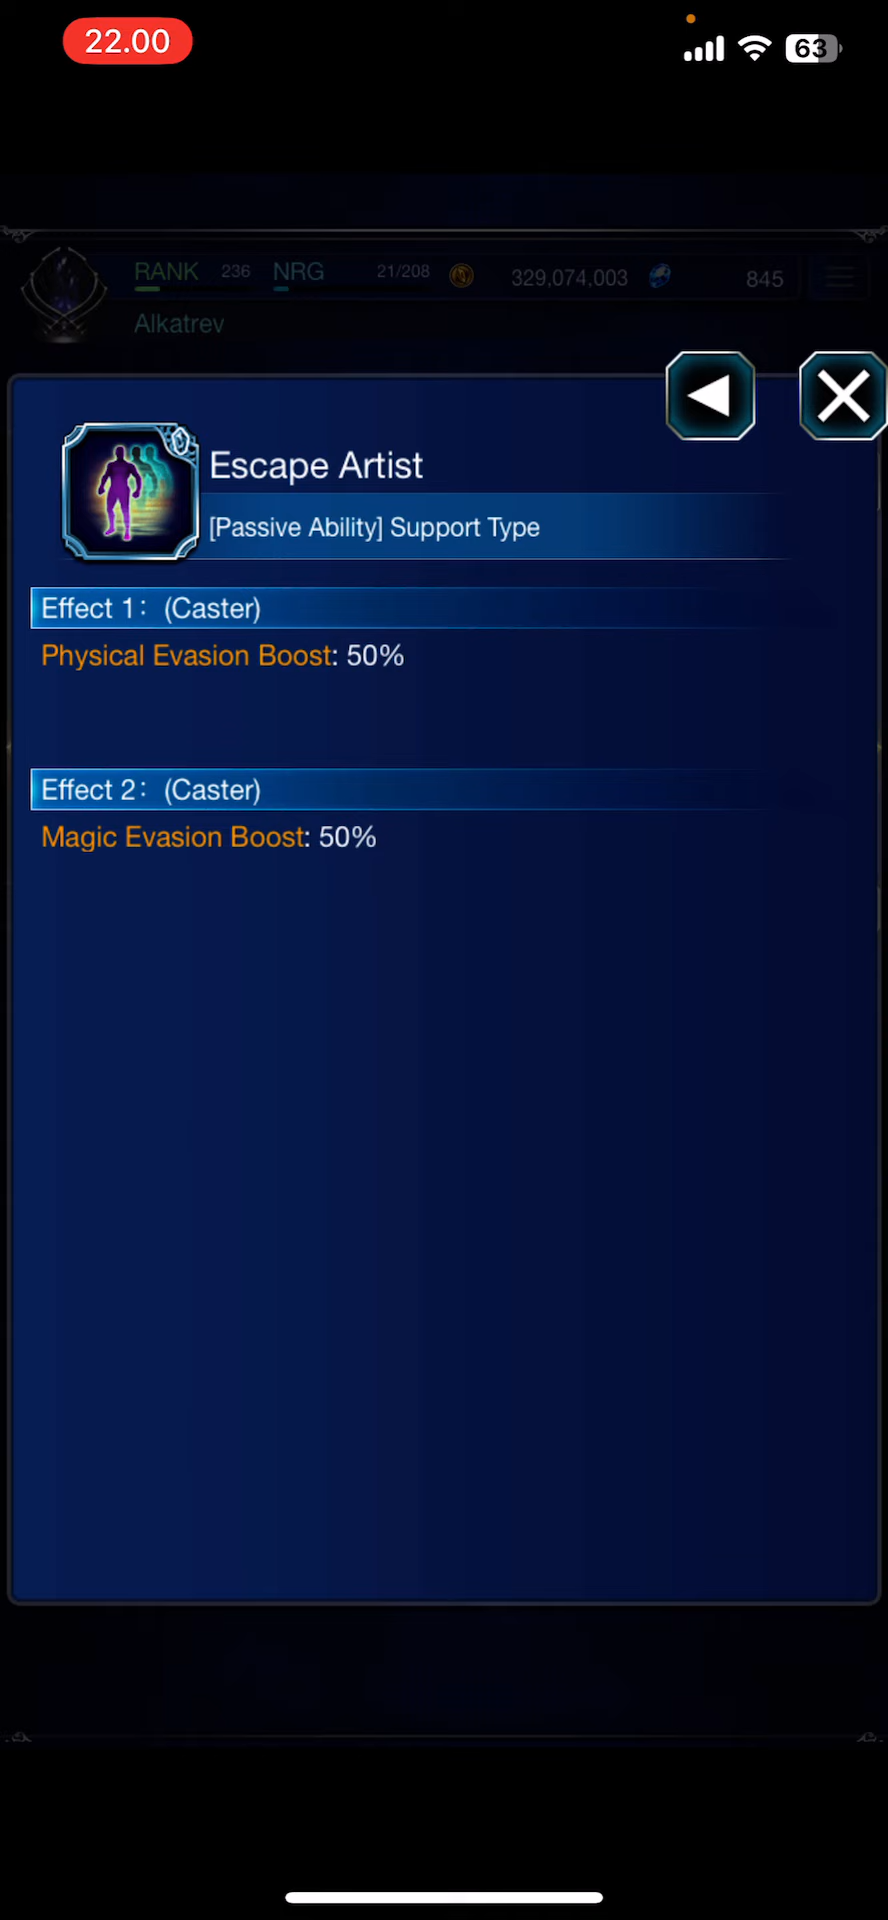 22.00
63
RANK 236 NRG 21/208 329,074,003 845
Alkatrev
Escape Artist
[Passive Ability] Support Type
Effect 1: (Caster)
Physical Evasion Boost: 50%
Effect 2: (Caster)
Magic Evasion Boost: 50%